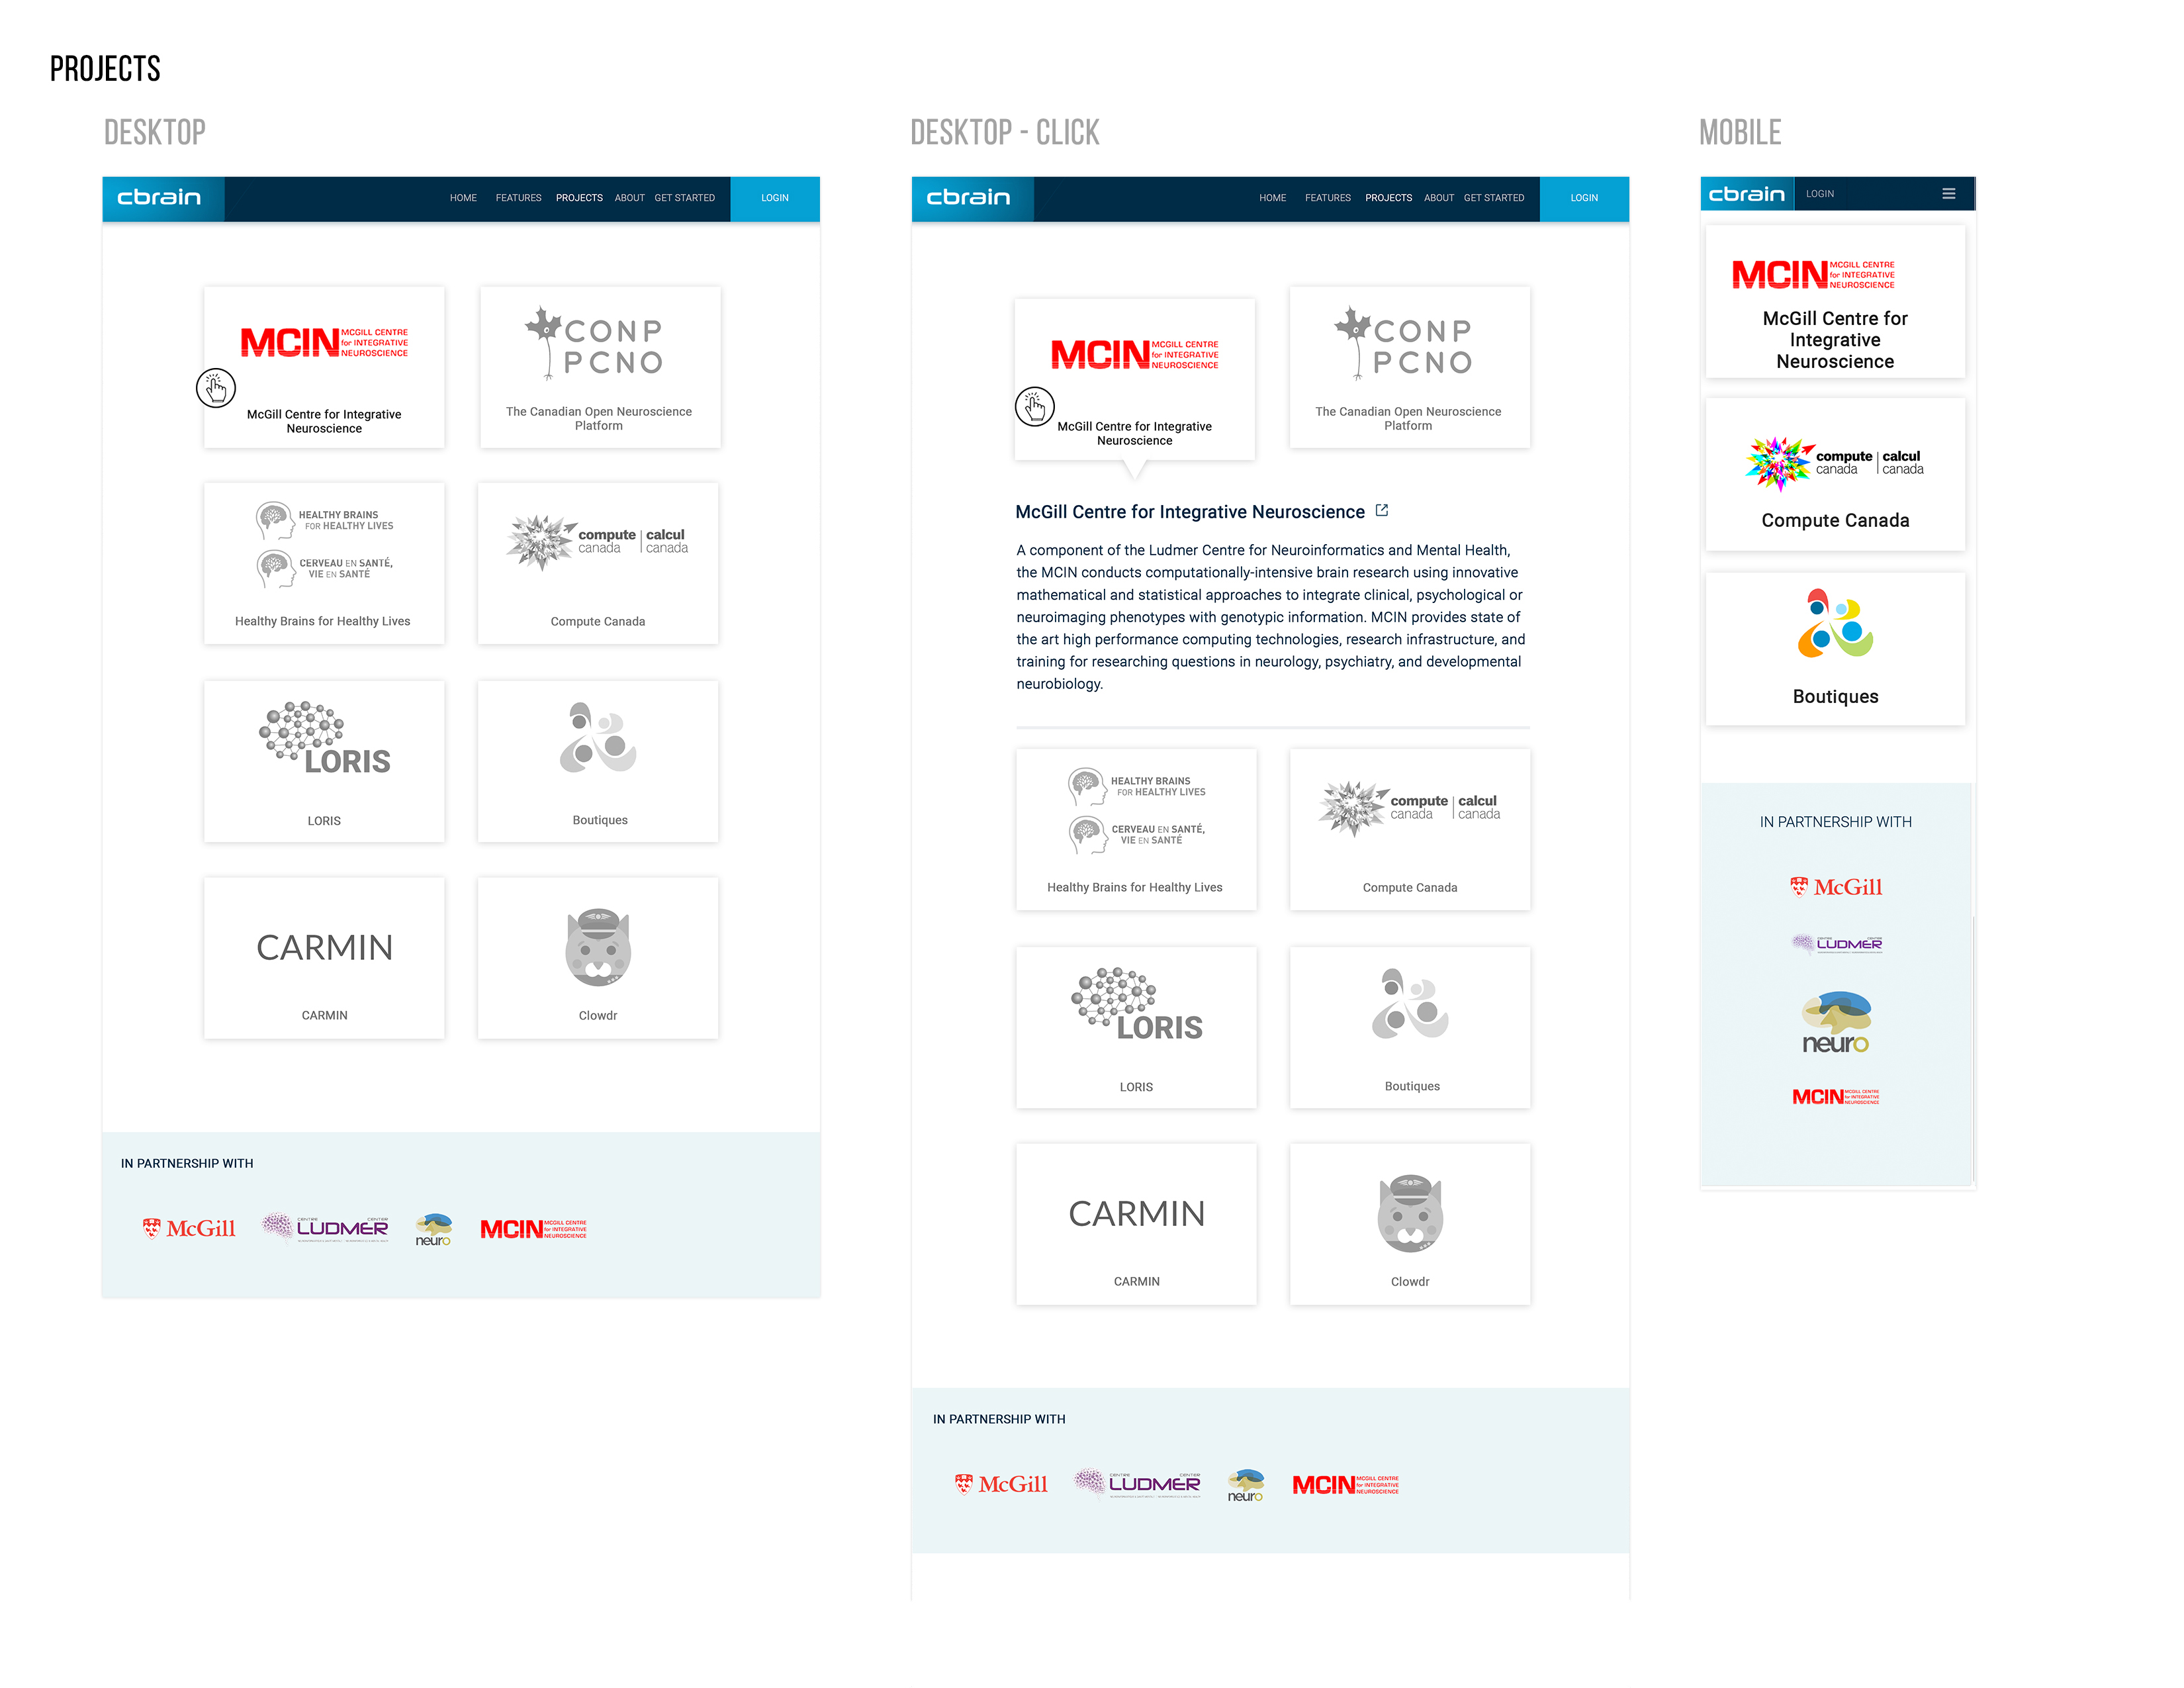 PROJECTS
DESKTOP
cbrain
HOME FEATURES PROJECTS ABOUT GET STARTED LOGIN
MCIN MCGILL CENTRE
for INTEGRATIVE
NEUROSCIENCE
McGill Centre for Integrative
Neuroscience
CONP
PCNO
The Canadian Open Neuroscience
Platform
HEALTHY BRAINS
FOR HEALTHY LIVES
CERVEAU EN SANTÉ,
VIE EN SANTÉ
Healthy Brains for Healthy Lives
compute | calcul
canada | canada
Compute Canada
LORIS
LORIS
Boutiques
CARMIN
CARMIN
Clowdr
IN PARTNERSHIP WITH
McGill
CENTRE CENTER
LUDMER
neuro
MCIN MCGILL CENTRE
for INTEGRATIVE
NEUROSCIENCE
DESKTOP - CLICK
cbrain
HOME FEATURES PROJECTS ABOUT GET STARTED LOGIN
MCIN MCGILL CENTRE
for INTEGRATIVE
NEUROSCIENCE
McGill Centre for Integrative
Neuroscience
CONP
PCNO
The Canadian Open Neuroscience
Platform
McGill Centre for Integrative Neuroscience
A component of the Ludmer Centre for Neuroinformatics and Mental Health,
the MCIN conducts computationally-intensive brain research using innovative
mathematical and statistical approaches to integrate clinical, psychological or
neuroimaging phenotypes with genotypic information. MCIN provides state of
the art high performance computing technologies, research infrastructure, and
training for researching questions in neurology, psychiatry, and developmental
neurobiology.
HEALTHY BRAINS
FOR HEALTHY LIVES
CERVEAU EN SANTÉ,
VIE EN SANTÉ
Healthy Brains for Healthy Lives
compute | calcul
canada | canada
Compute Canada
LORIS
LORIS
Boutiques
CARMIN
CARMIN
Clowdr
IN PARTNERSHIP WITH
McGill
CENTRE CENTER
LUDMER
neuro
MCIN MCGILL CENTRE
for INTEGRATIVE
NEUROSCIENCE
MOBILE
cbrain LOGIN
MCIN MCGILL CENTRE
for INTEGRATIVE
NEUROSCIENCE
McGill Centre for
Integrative
Neuroscience
compute | calcul
canada | canada
Compute Canada
Boutiques
IN PARTNERSHIP WITH
McGill
LUDMER
neuro
MCIN MCGILL CENTRE
for INTEGRATIVE
NEUROSCIENCE